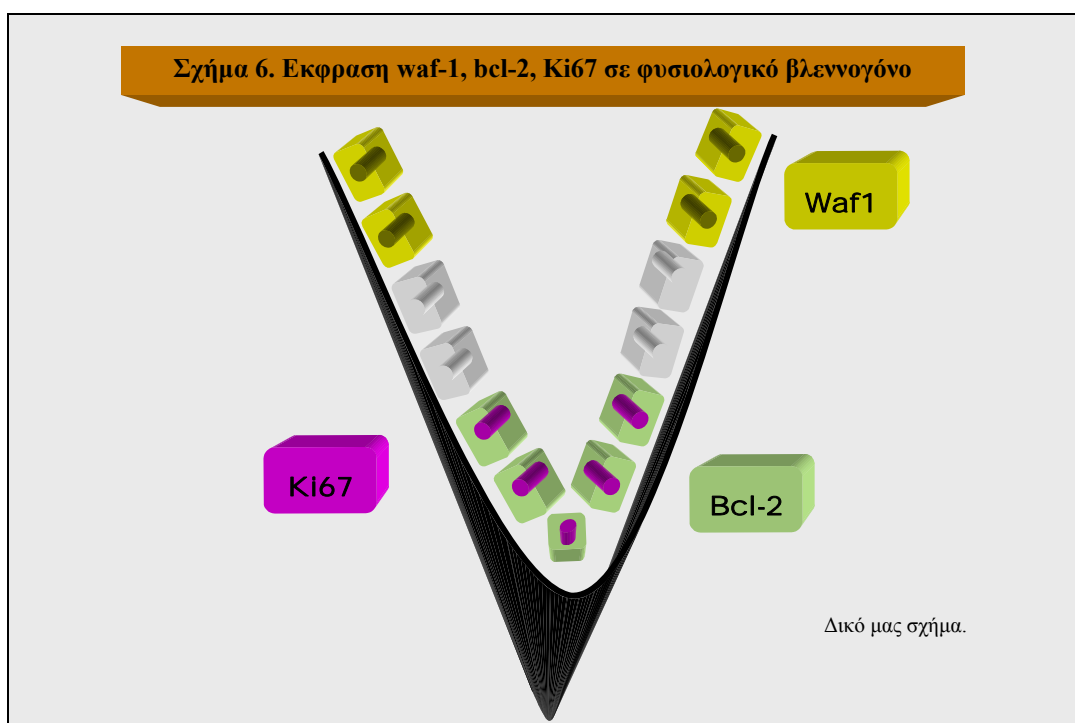 Σχήμα 6. Εκφραση waf-1, bcl-2, Ki67 σε φυσιολογικό βλεννογόνο
Waf1
Ki67
Bcl-2
Δικό μας σχήμα.